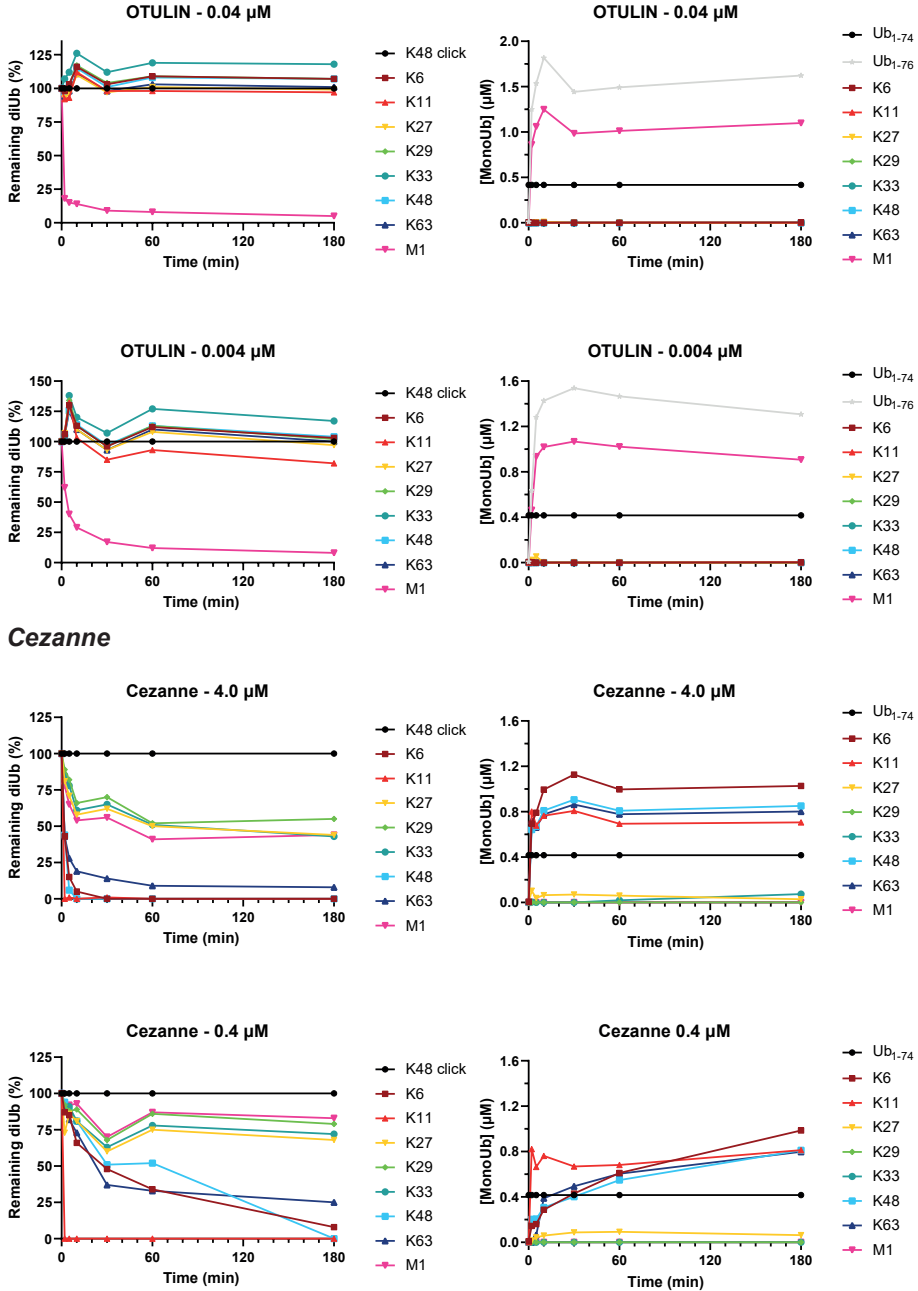 OTULIN - 0.04 µM
Remaining diUb (%)
125
100
75
50
25
0
0
60
120
180
Time (min)
K48 click
K6
K11
K27
K29
K33
K48
K63
M1
OTULIN - 0.04 µM
[MonoUb] (µM)
2.0
1.5
1.0
0.5
0.0
0
60
120
180
Time (min)
Ub1-74
Ub1-76
K6
K11
K27
K29
K33
K48
K63
M1
OTULIN - 0.004 µM
Remaining diUb (%)
150
125
100
75
50
25
0
0
60
120
180
Time (min)
K48 click
K6
K11
K27
K29
K33
K48
K63
M1
OTULIN - 0.004 µM
[MonoUb] (µM)
1.6
1.2
0.8
0.4
0.0
0
60
120
180
Time (min)
Ub1-74
Ub1-76
K6
K11
K27
K29
K33
K48
K63
M1
Cezanne
Cezanne - 4.0 µM
Remaining diUb (%)
125
100
75
50
25
0
0
60
120
180
Time (min)
K48 click
K6
K11
K27
K29
K33
K48
K63
M1
Cezanne - 4.0 µM
[MonoUb] (µM)
1.6
1.2
0.8
0.4
0.0
0
60
120
180
Time (min)
Ub1-74
K6
K11
K27
K29
K33
K48
K63
M1
Cezanne - 0.4 µM
Remaining diUb (%)
125
100
75
50
25
0
0
60
120
180
Time (min)
K48 click
K6
K11
K27
K29
K33
K48
K63
M1
Cezanne 0.4 µM
[MonoUb] (µM)
1.6
1.2
0.8
0.4
0.0
0
60
120
180
Time (min)
Ub1-74
K6
K11
K27
K29
K33
K48
K63
M1